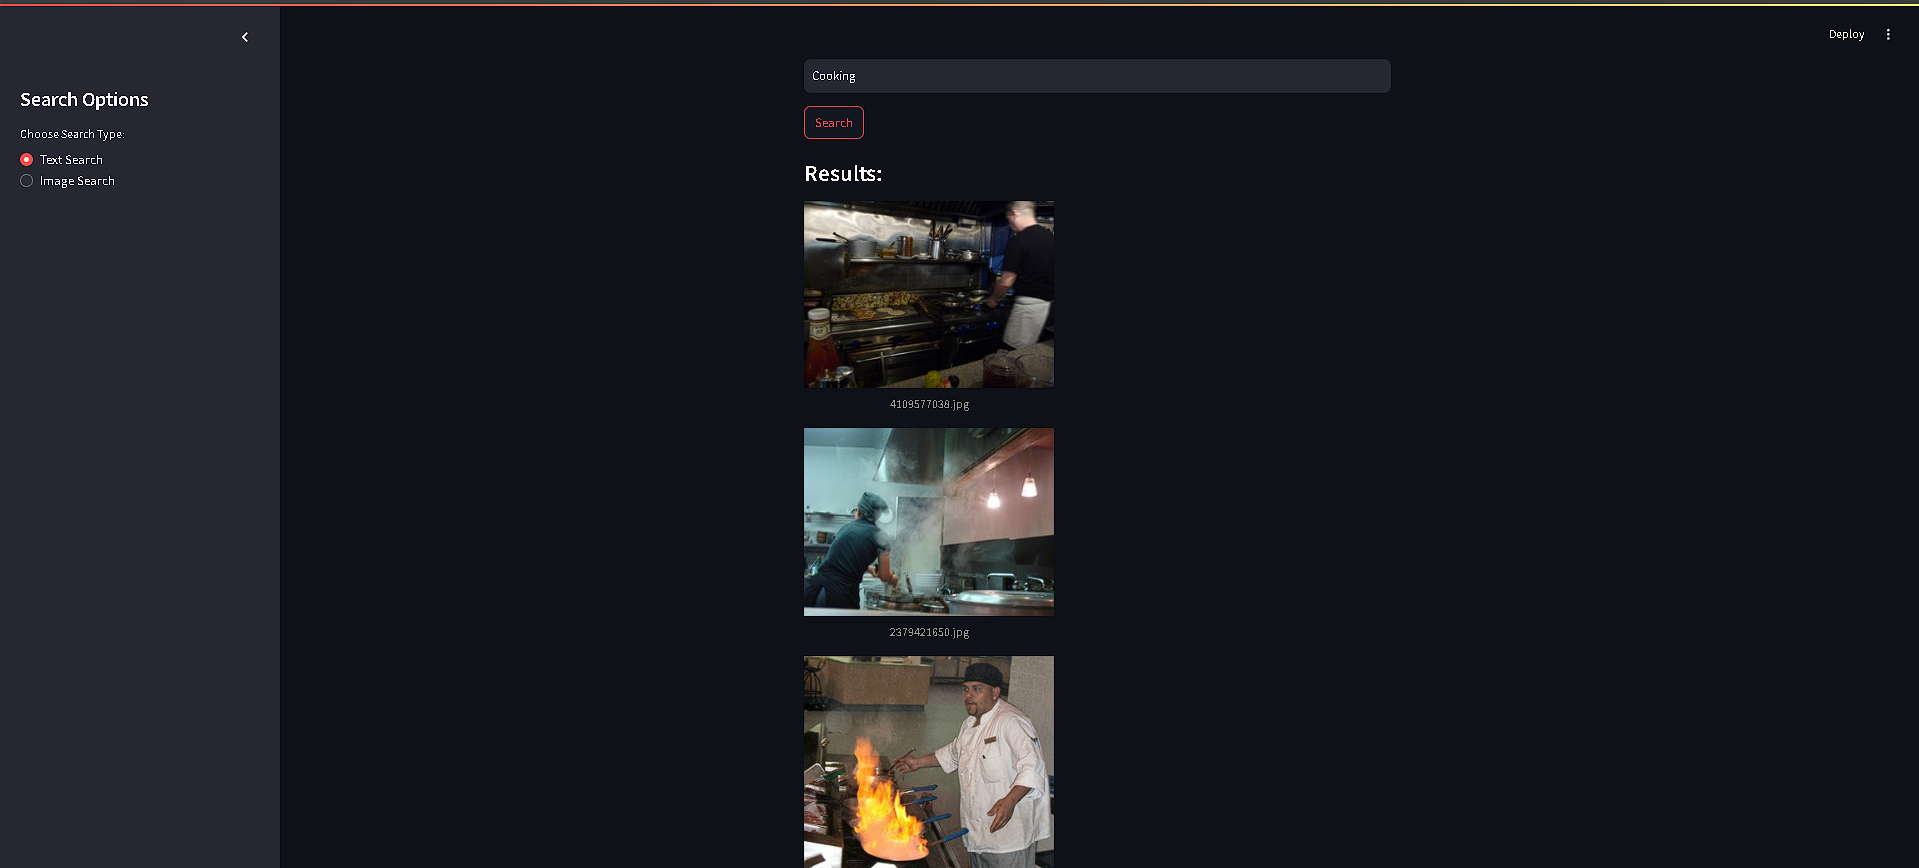 Deploy
Search Options
Choose Search Type:
Text Search
Image Search
Cooking
Search
Results:
4109577038.jpg
2379421650.jpg